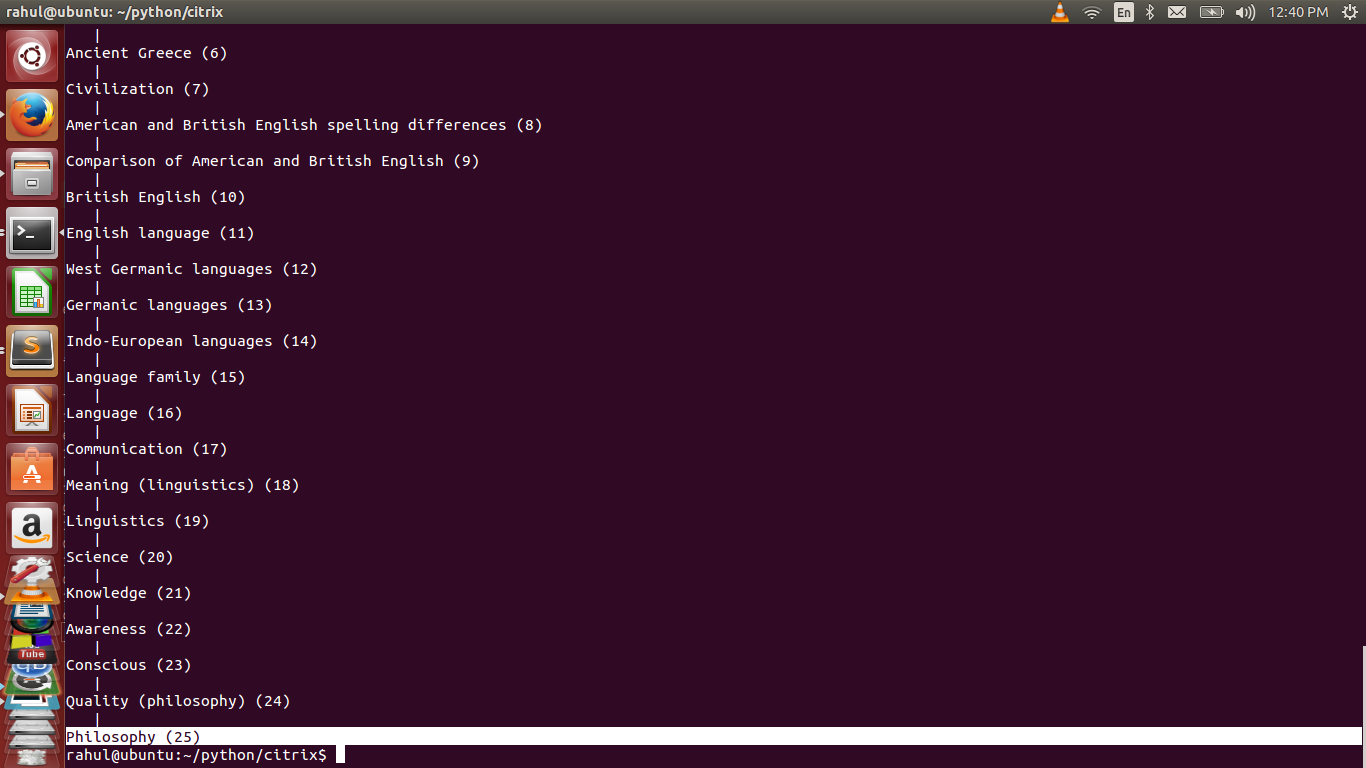 rahul@ubuntu: ~/python/citrix
En
12:40 PM
|
Ancient Greece (6)
|
Civilization (7)
|
American and British English spelling differences (8)
|
Comparison of American and British English (9)
|
British English (10)
|
English language (11)
|
West Germanic languages (12)
|
Germanic languages (13)
|
Indo-European languages (14)
|
Language family (15)
|
Language (16)
|
Communication (17)
|
Meaning (linguistics) (18)
|
Linguistics (19)
|
Science (20)
|
Knowledge (21)
|
Awareness (22)
|
Conscious (23)
|
Quality (philosophy) (24)
|
Philosophy (25)
rahul@ubuntu:~/python/citrix$
>_
S
A
a
Tube
qb